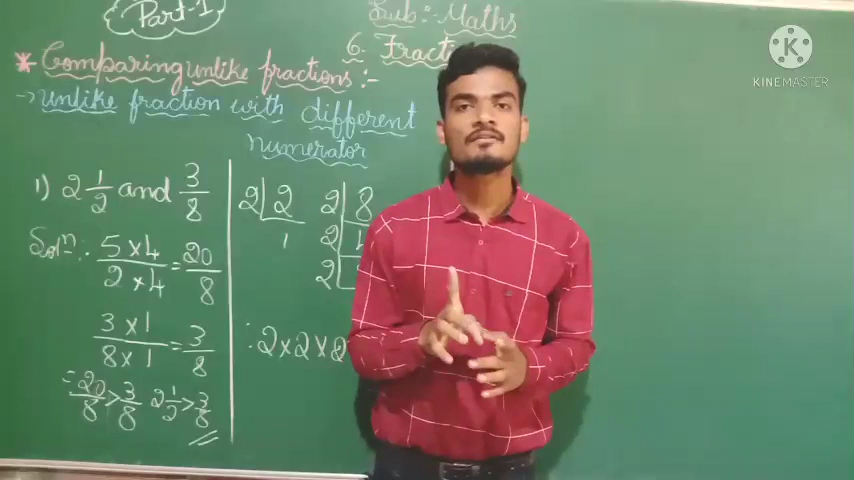 Part-1
Sub:- Maths
6. Fracti
* Comparing unlike fractions :-
→ unlike fraction with different
numerator
1) 2 1/2 and 3/8
Soln:- 5×4/2×4 = 20/8
3×1/8×1 = 3/8
∴ 20/8 > 3/8 2 1/2 > 3/8
2|2
1
2|8
2
2
∴ 2×2×2
K
KINEMASTER